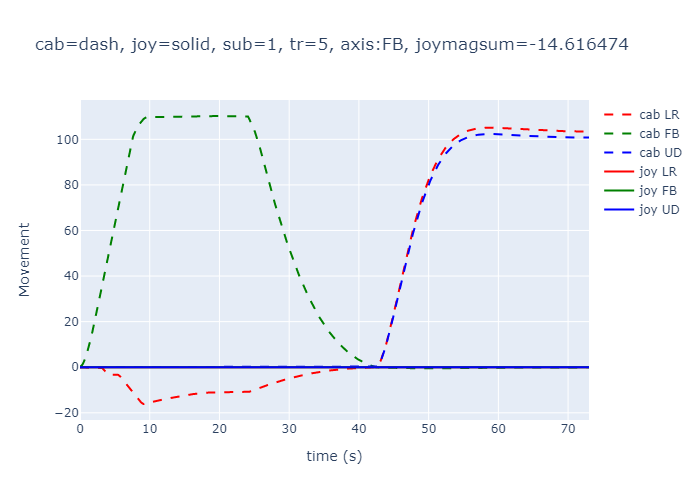 cab=dash, joy=solid, sub=1, tr=5, axis:FB, joymagsum=-14.616474
cab LR
cab FB
cab UD
joy LR
joy FB
joy UD
Movement
100
80
60
40
20
0
−20
0 10 20 30 40 50 60 70
time (s)